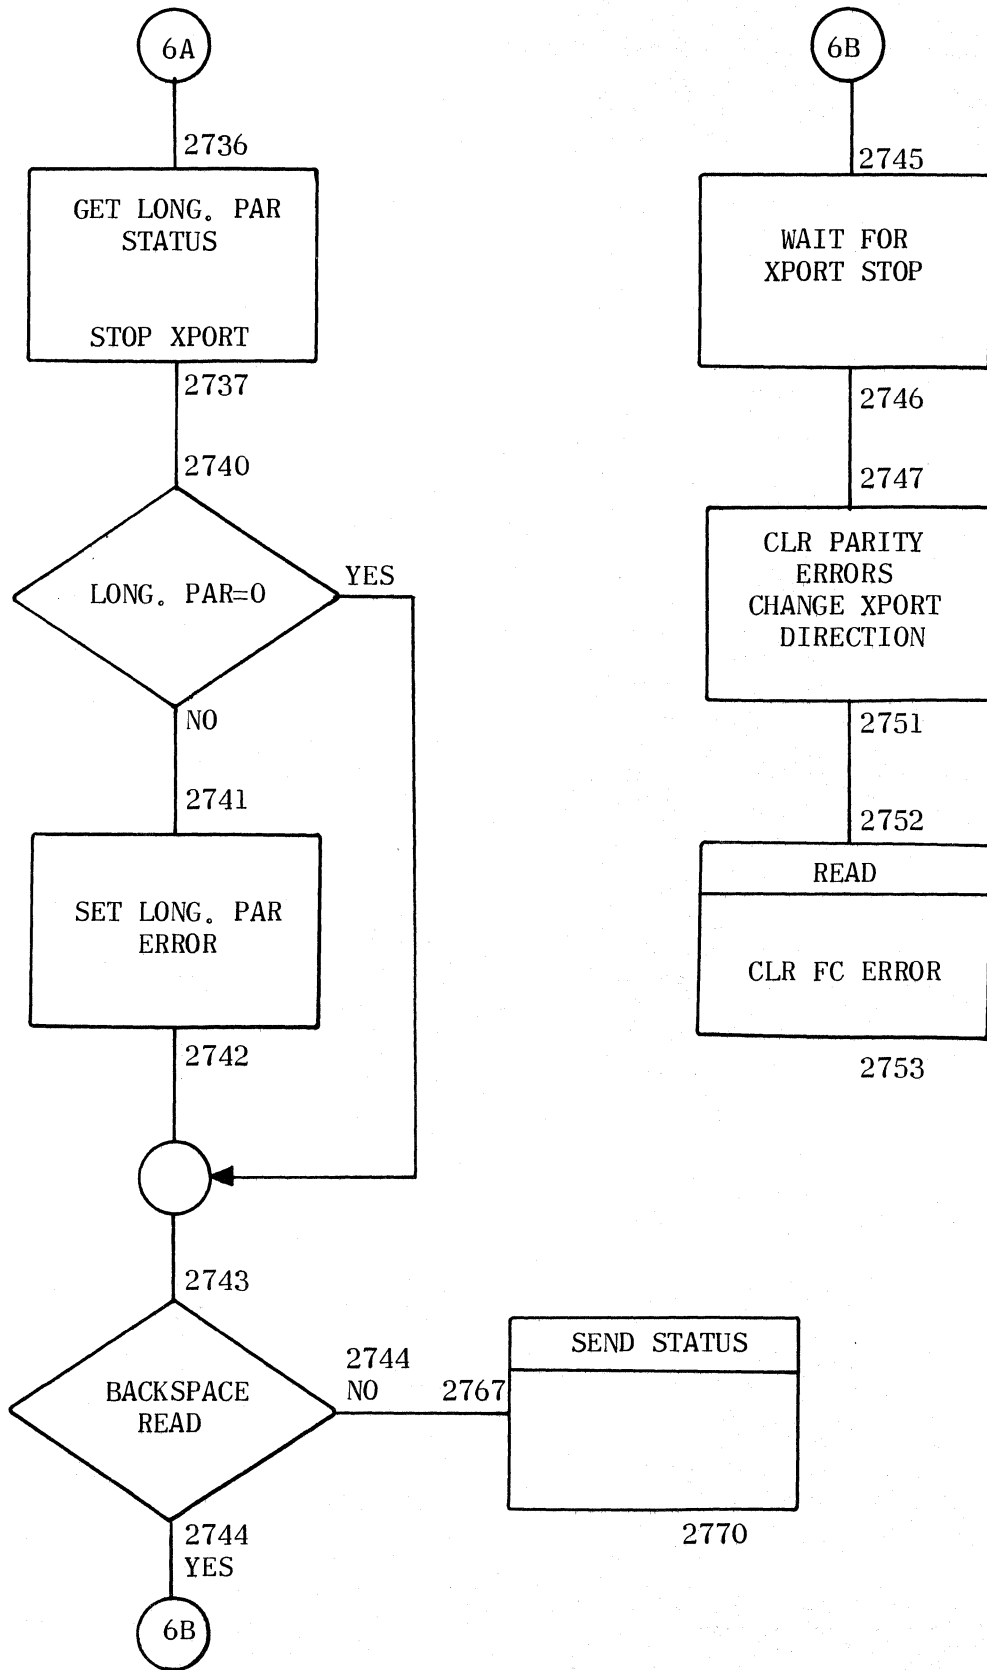 6A
2736
GET LONG. PAR
STATUS
STOP XPORT
2737
2740
LONG. PAR=0
YES
NO
2741
SET LONG. PAR
ERROR
2742
2743
BACKSPACE
READ
2744
NO
2767
SEND STATUS
2770
2744
YES
6B
6B
2745
WAIT FOR
XPORT STOP
2746
2747
CLR PARITY
ERRORS
CHANGE XPORT
DIRECTION
2751
2752
READ
CLR FC ERROR
2753